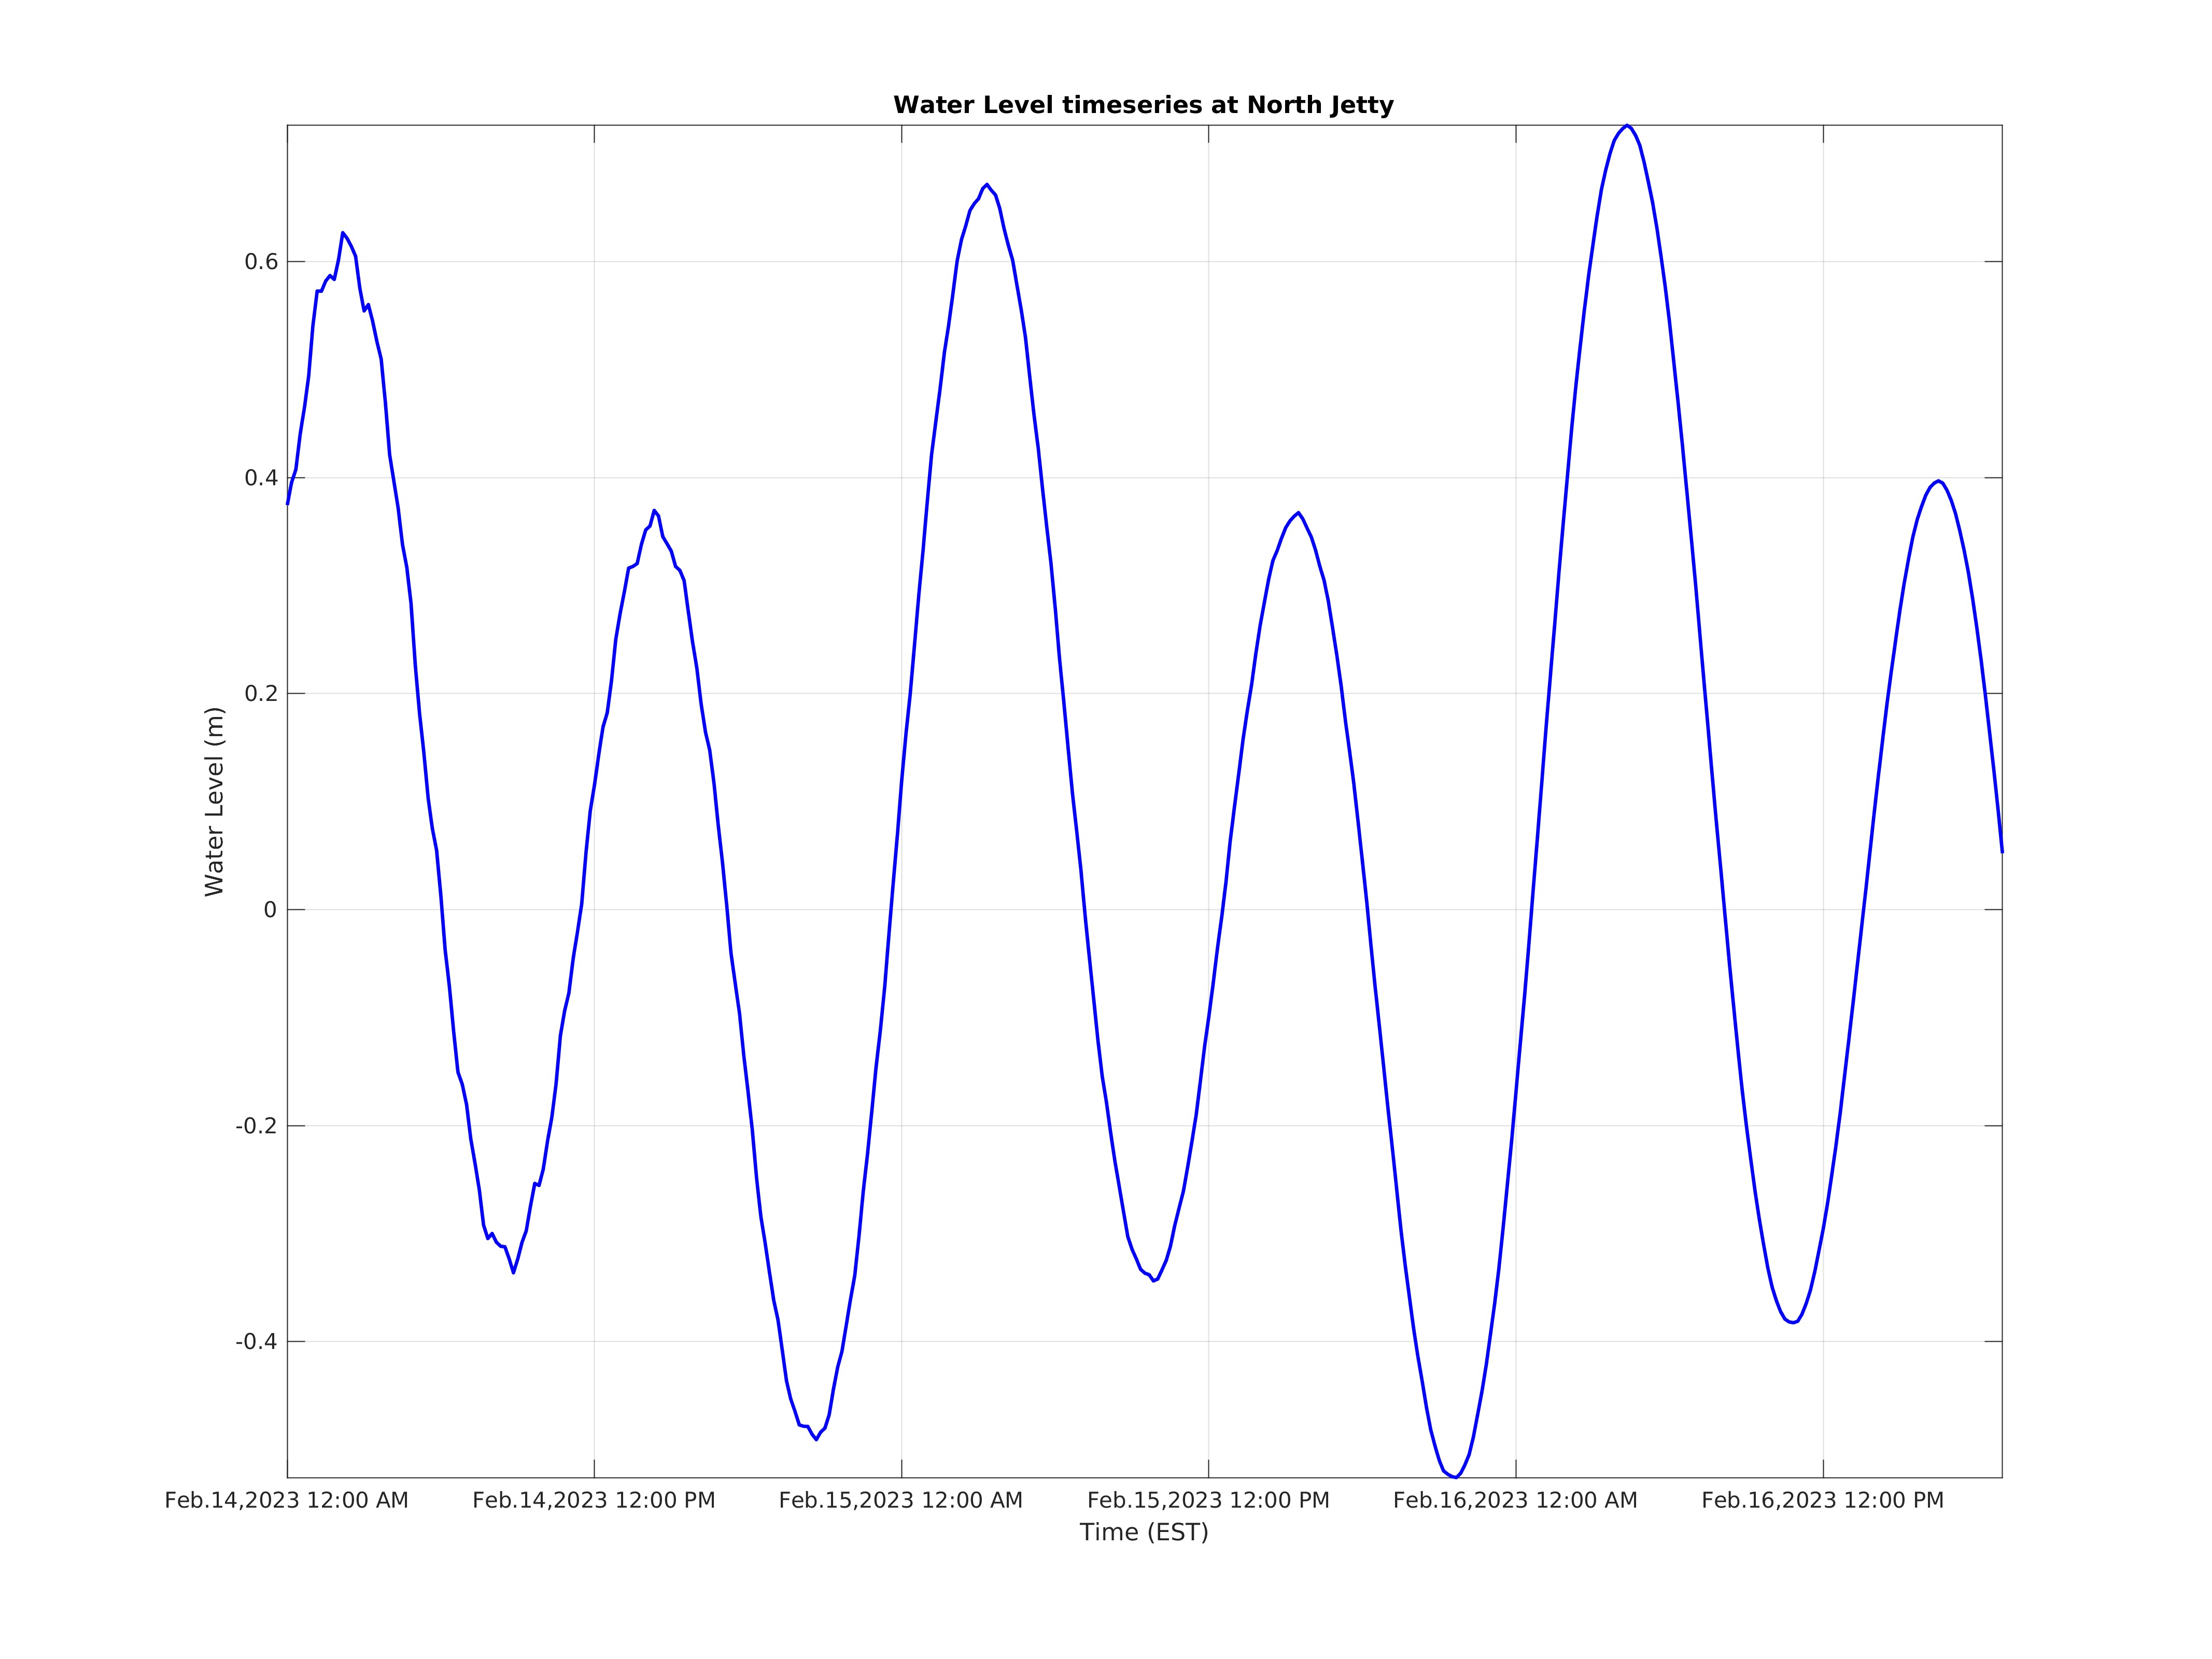 Water Level timeseries at North Jetty
0.6
0.4
0.2
0
-0.2
-0.4
Water Level (m)
Feb.14,2023 12:00 AM Feb.14,2023 12:00 PM Feb.15,2023 12:00 AM Feb.15,2023 12:00 PM Feb.16,2023 12:00 AM Feb.16,2023 12:00 PM
Time (EST)